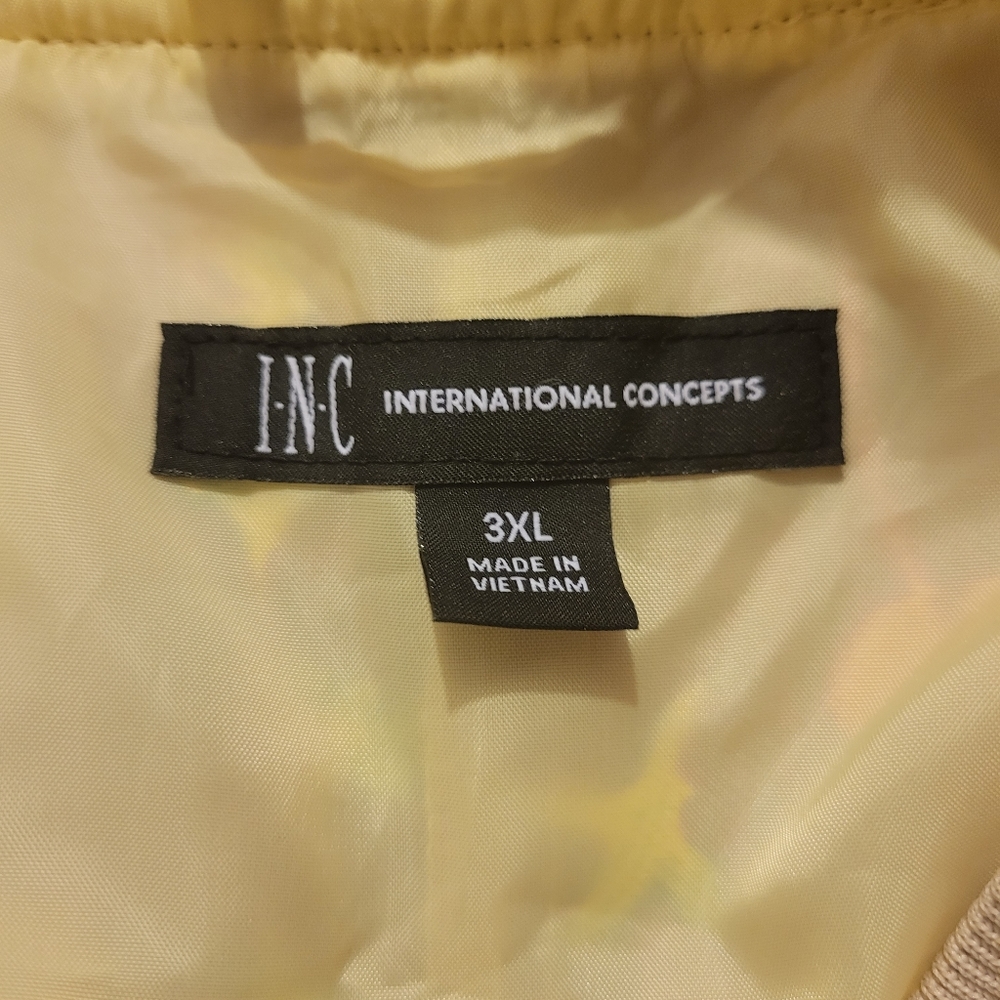 I·N·C INTERNATIONAL CONCEPTS
3XL
MADE IN
VIETNAM